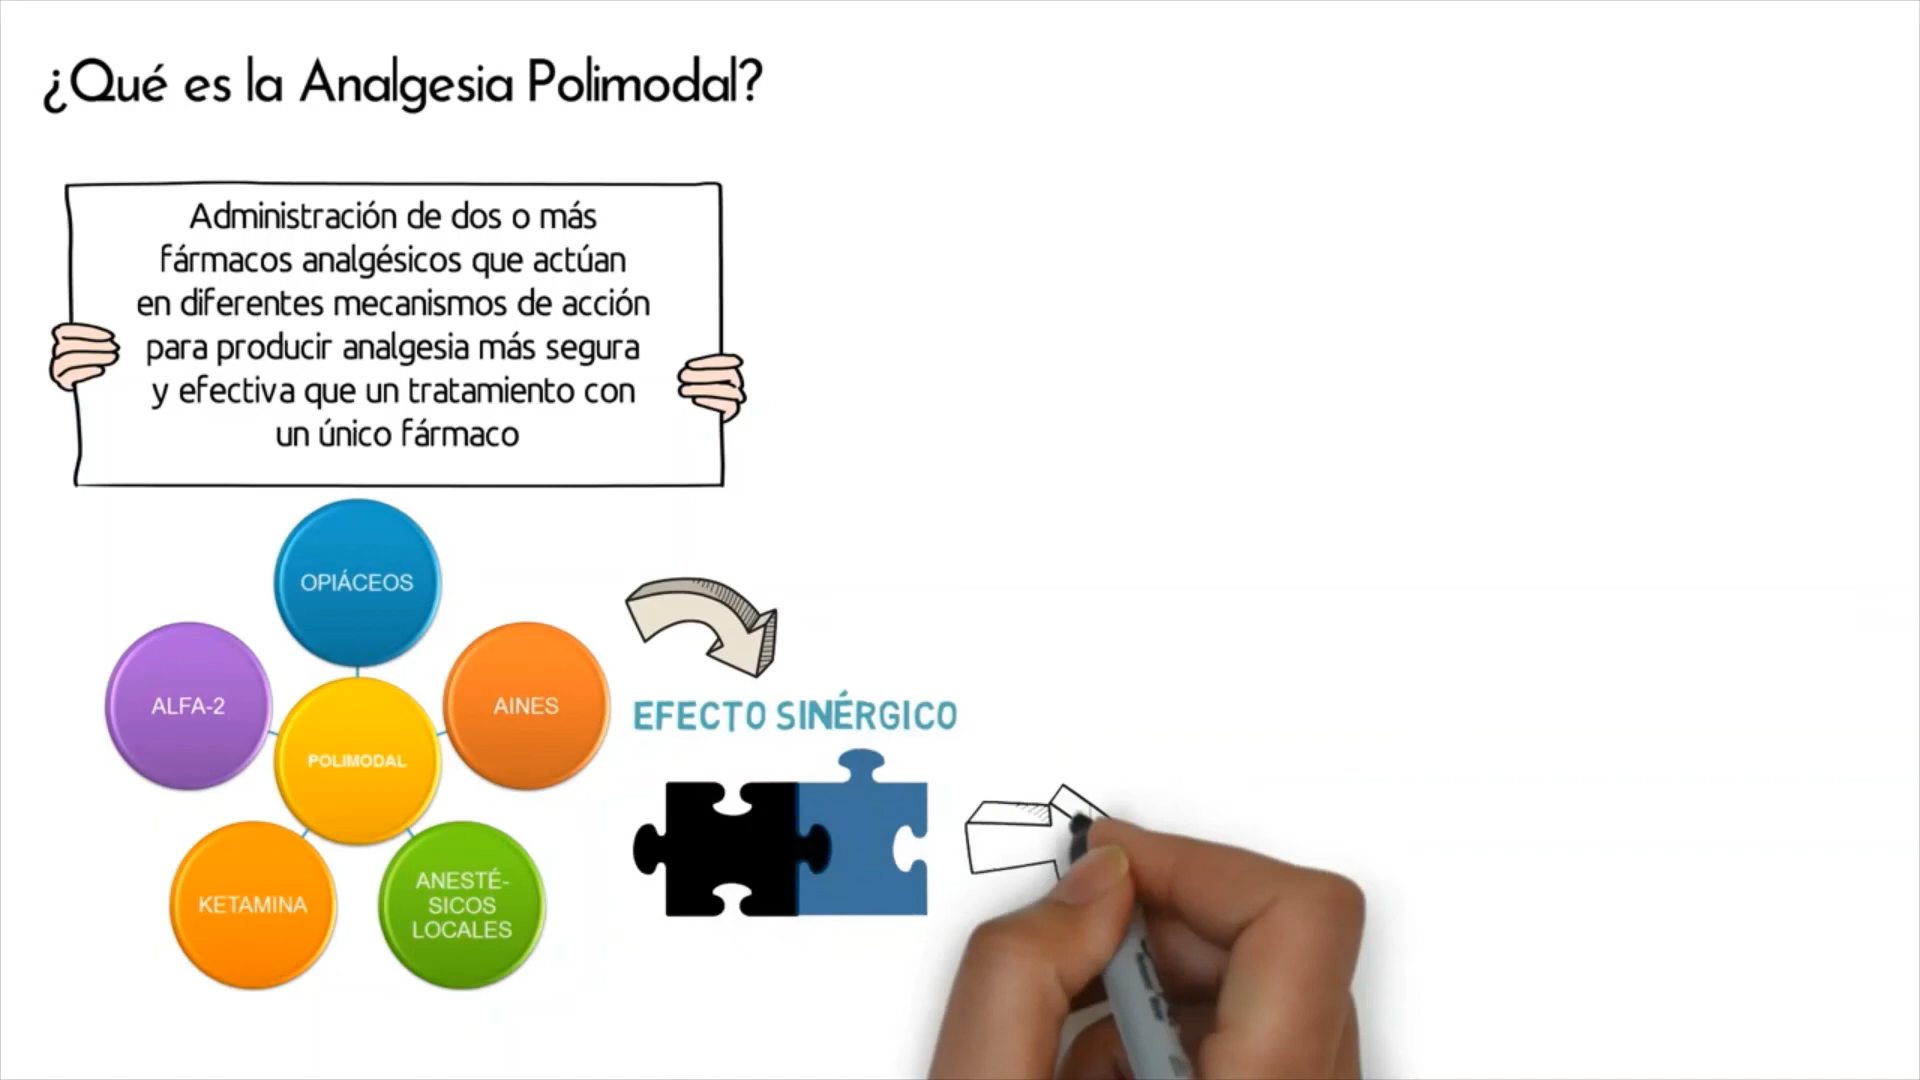 ¿Qué es la Analgesia Polimodal?
Administración de dos o más
fármacos analgésicos que actúan
en diferentes mecanismos de acción
para producir analgesia más segura
y efectiva que un tratamiento con
un único fármaco
OPIÁCEOS
ALFA-2
AINES
POLIMODAL
KETAMINA
ANESTÉ-
SICOS
LOCALES
EFECTO SINÉRGICO